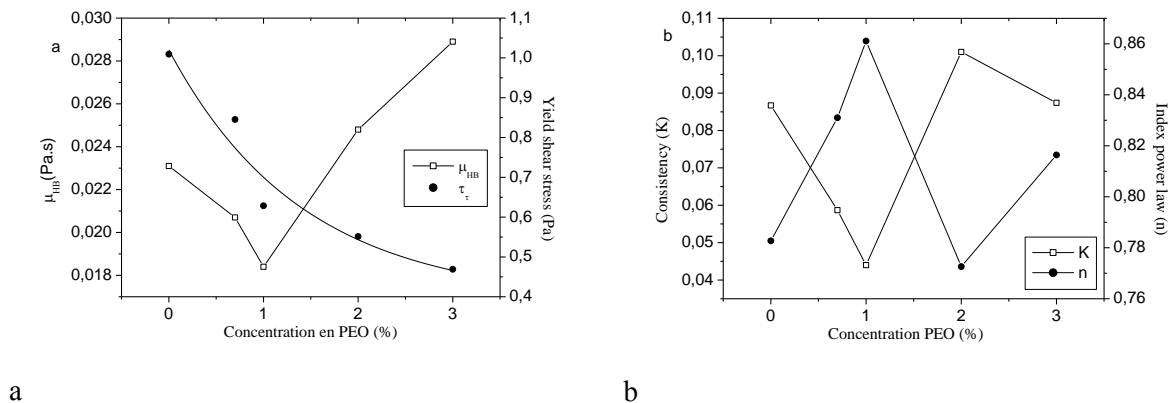 a
0,030
0,028
0,026
0,024
0,022
0,020
0,018
μHB(Pa.s)
1,1
1,0
0,9
0,8
0,7
0,6
0,5
0,4
Yield shear stress (Pa)
μHB
ττ
0 1 2 3
Concentration en PEO (%)
b
0,11
0,10
0,09
0,08
0,07
0,06
0,05
0,04
Consistency (K)
0,86
0,84
0,82
0,80
0,78
0,76
Index power law (n)
K
n
0 1 2 3
Concentration PEO (%)
a b